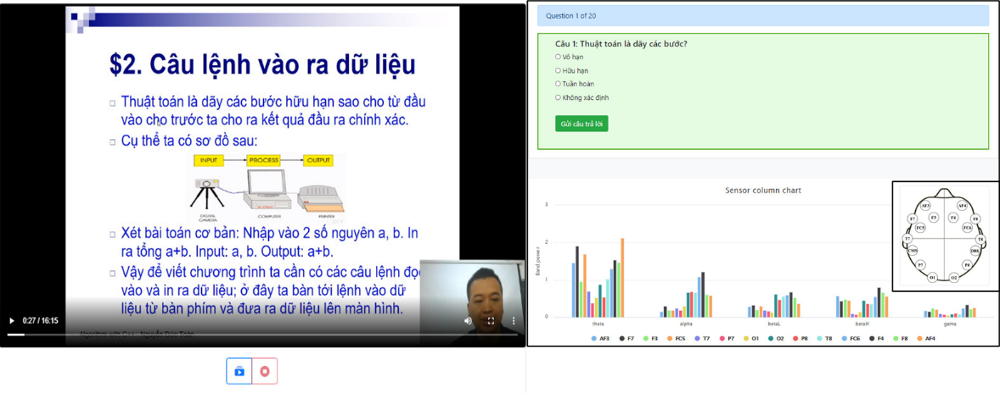 $2. Câu lệnh vào ra dữ liệu
Thuật toán là dãy các bước hữu hạn sao cho từ đầu
vào cho trước ta cho ra kết quả đầu ra chính xác.
Cụ thể ta có sơ đồ sau:
INPUT PROCESS OUTPUT
DIGITAL
CAMERA
COMPUTER
PRINTER
Xét bài toán cơ bản: Nhập vào 2 số nguyên a, b. In
ra tổng a+b. Input: a, b. Output: a+b.
Vậy để viết chương trình ta cần có các câu lệnh đọc
vào và in ra dữ liệu; ở đây ta bàn tới lệnh vào dữ
liệu từ bàn phím và đưa ra dữ liệu lên màn hình.
0:27 / 16:15
Algorithm with C++ - Nguyễn Đức Toàn
Question 1 of 20
Câu 1: Thuật toán là dãy các bước?
Vô hạn
Hữu hạn
Tuần hoàn
Không xác định
Gửi câu trả lời
Sensor column chart
Band power
3
2
1
0
theta alpha betaL betaH gama
AF3 F7 F3 FC5 T7 P7 O1 O2 P8 T8 FC6 F4 F8 AF4
AF3 AF4
F7 F3 F4 F8
FC5 FC6
T7 T8
CMS DRL
P7 P8
O1 O2